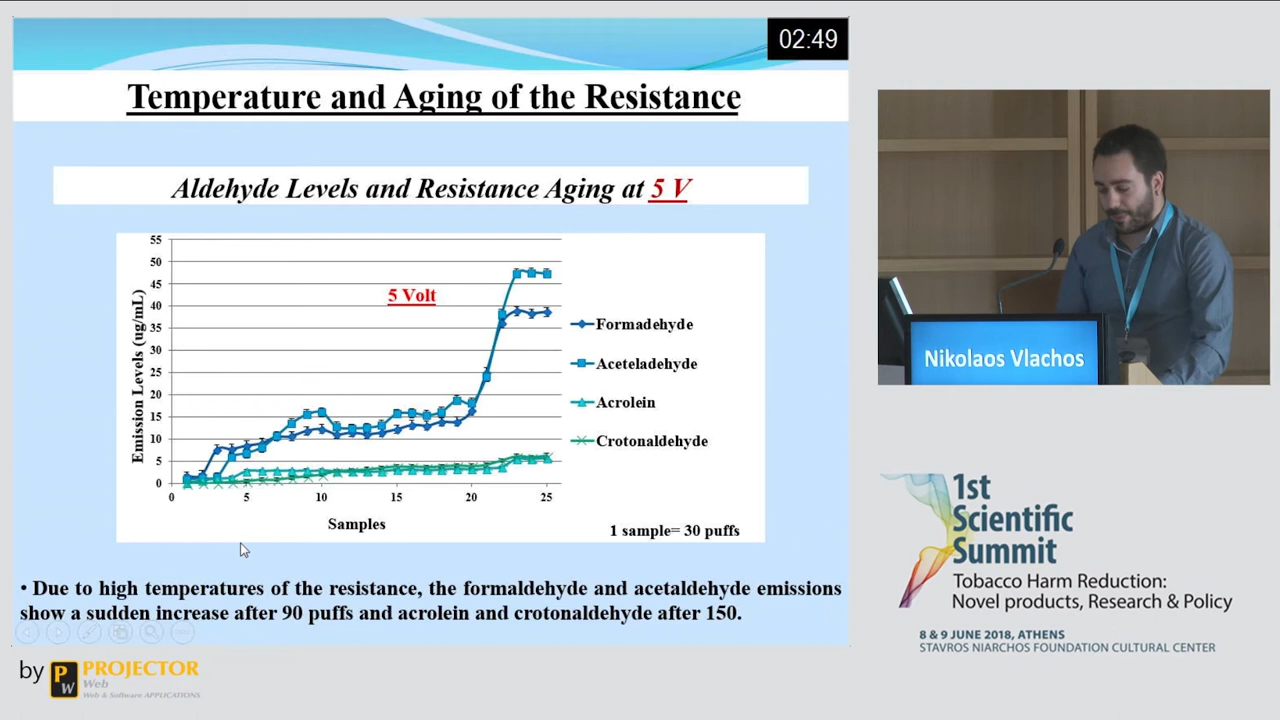 02:49
Temperature and Aging of the Resistance
Aldehyde Levels and Resistance Aging at 5 V
55
50
45
40
35
30
25
20
15
10
5
0
Emission Levels (ug/mL)
5 Volt
Formadehyde
Aceteladehyde
Acrolein
Crotonaldehyde
0 5 10 15 20 25
Samples
1 sample= 30 puffs
• Due to high temperatures of the resistance, the formaldehyde and acetaldehyde emissions
show a sudden increase after 90 puffs and acrolein and crotonaldehyde after 150.
by PROJECTOR
PW
Web
Web & Software APPLICATIONS
Nikolaos Vlachos
1st
Scientific
Summit
Tobacco Harm Reduction:
Novel products, Research & Policy
8 & 9 JUNE 2018, ATHENS
STAVROS NIARCHOS FOUNDATION CULTURAL CENTER